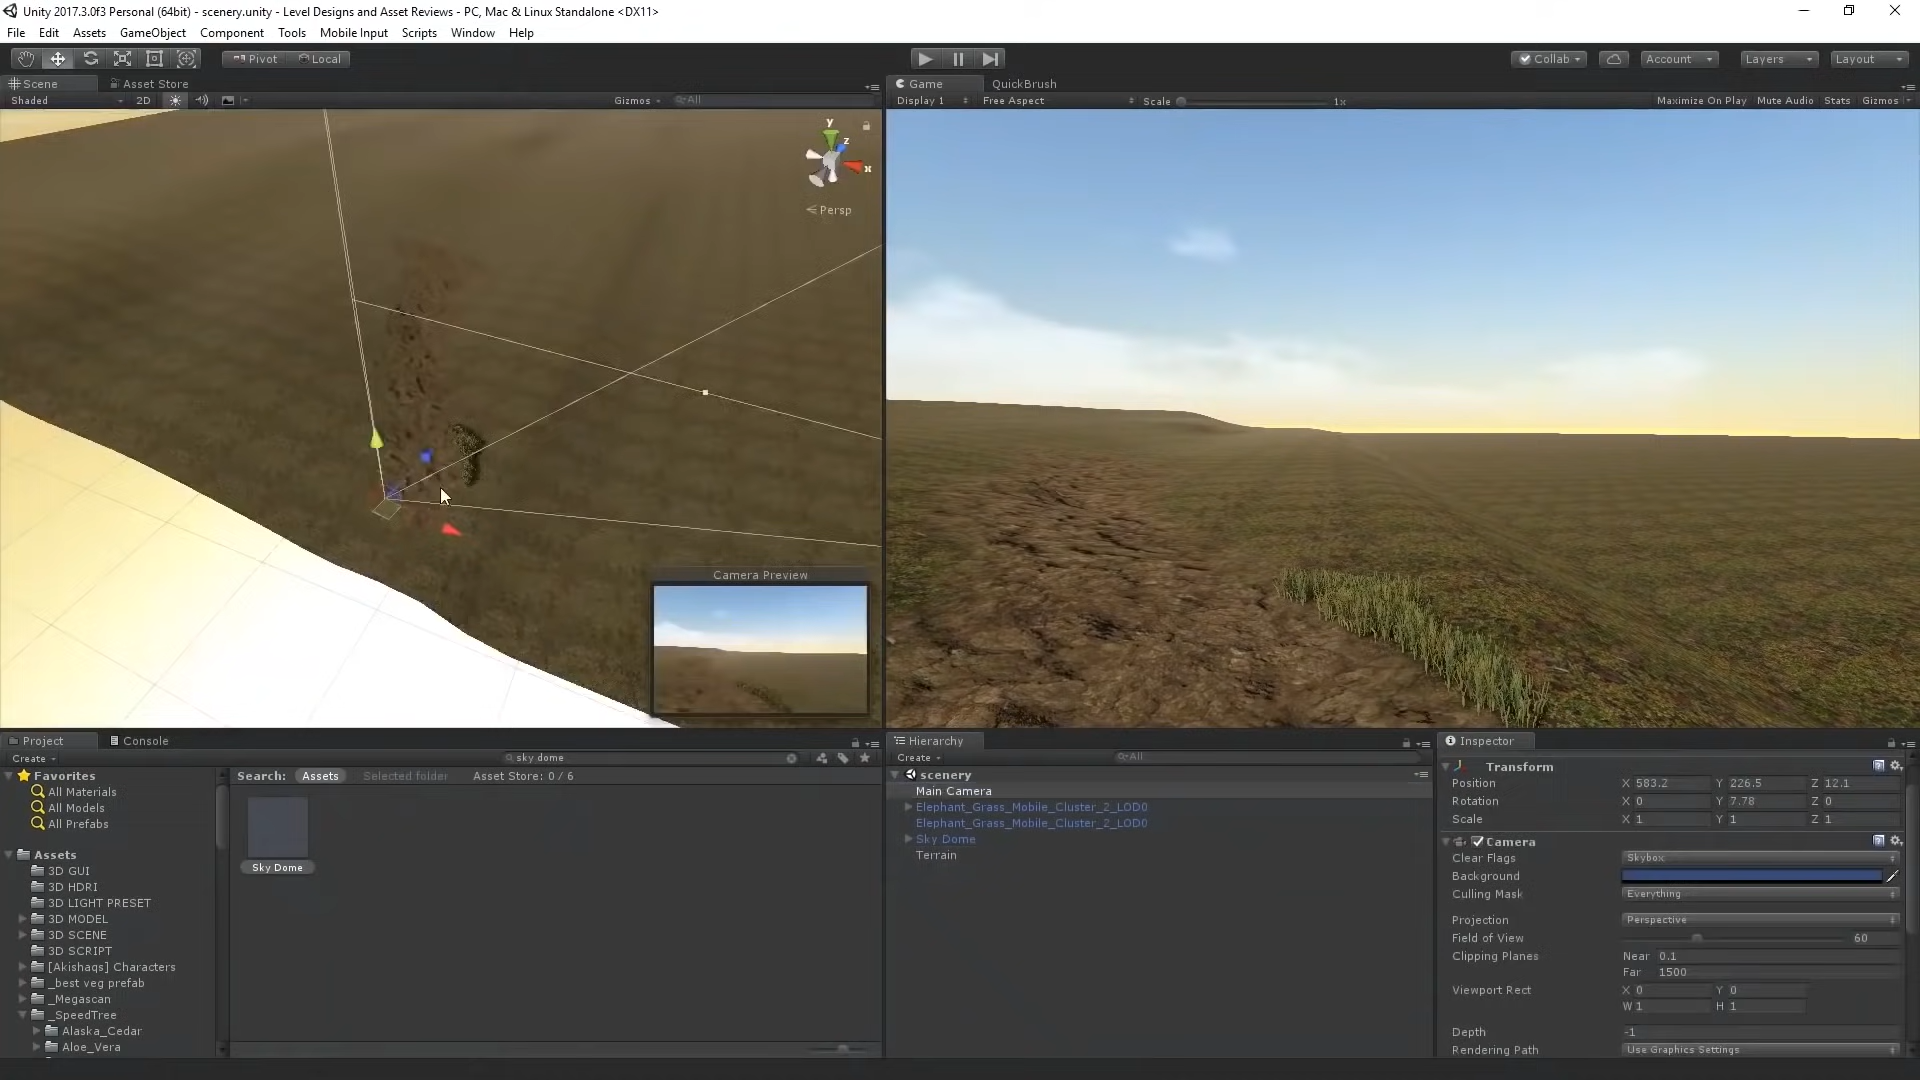 Unity 2017.3.0f3 Personal (64bit) - scenery.unity - Level Designs and Asset Reviews - PC, Mac & Linux Standalone <DX11>
File Edit Assets GameObject Component Tools Mobile Input Scripts Window Help
Pivot Local Collab Account Layers Layout
Scene Asset Store
Shaded 2D Gizmos All
y
z
x
Persp
Camera Preview
Game QuickBrush
Display 1 Free Aspect Scale 1x Maximize On Play Mute Audio Stats Gizmos
Project Console
Create sky dome
Favorites
All Materials
All Models
All Prefabs
Assets
3D GUI
3D HDRI
3D LIGHT PRESET
3D MODEL
3D SCENE
3D SCRIPT
[Akishaqs] Characters
_best veg prefab
_Megascan
_SpeedTree
Alaska_Cedar
Aloe_Vera
Search: Assets Selected folder Asset Store: 0 / 6
Sky Dome
Hierarchy
Create All
scenery
Main Camera
Elephant_Grass_Mobile_Cluster_2_LOD0
Elephant_Grass_Mobile_Cluster_2_LOD0
Sky Dome
Terrain
Inspector
Transform
Position X 583.2 Y 226.5 Z 12.1
Rotation X 0 Y 7.78 Z 0
Scale X 1 Y 1 Z 1
Camera
Clear Flags Skybox
Background
Culling Mask Everything
Projection Perspective
Field of View 60
Clipping Planes Near 0.1
Far 1500
Viewport Rect X 0 Y 0
W 1 H 1
Depth -1
Rendering Path Use Graphics Settings